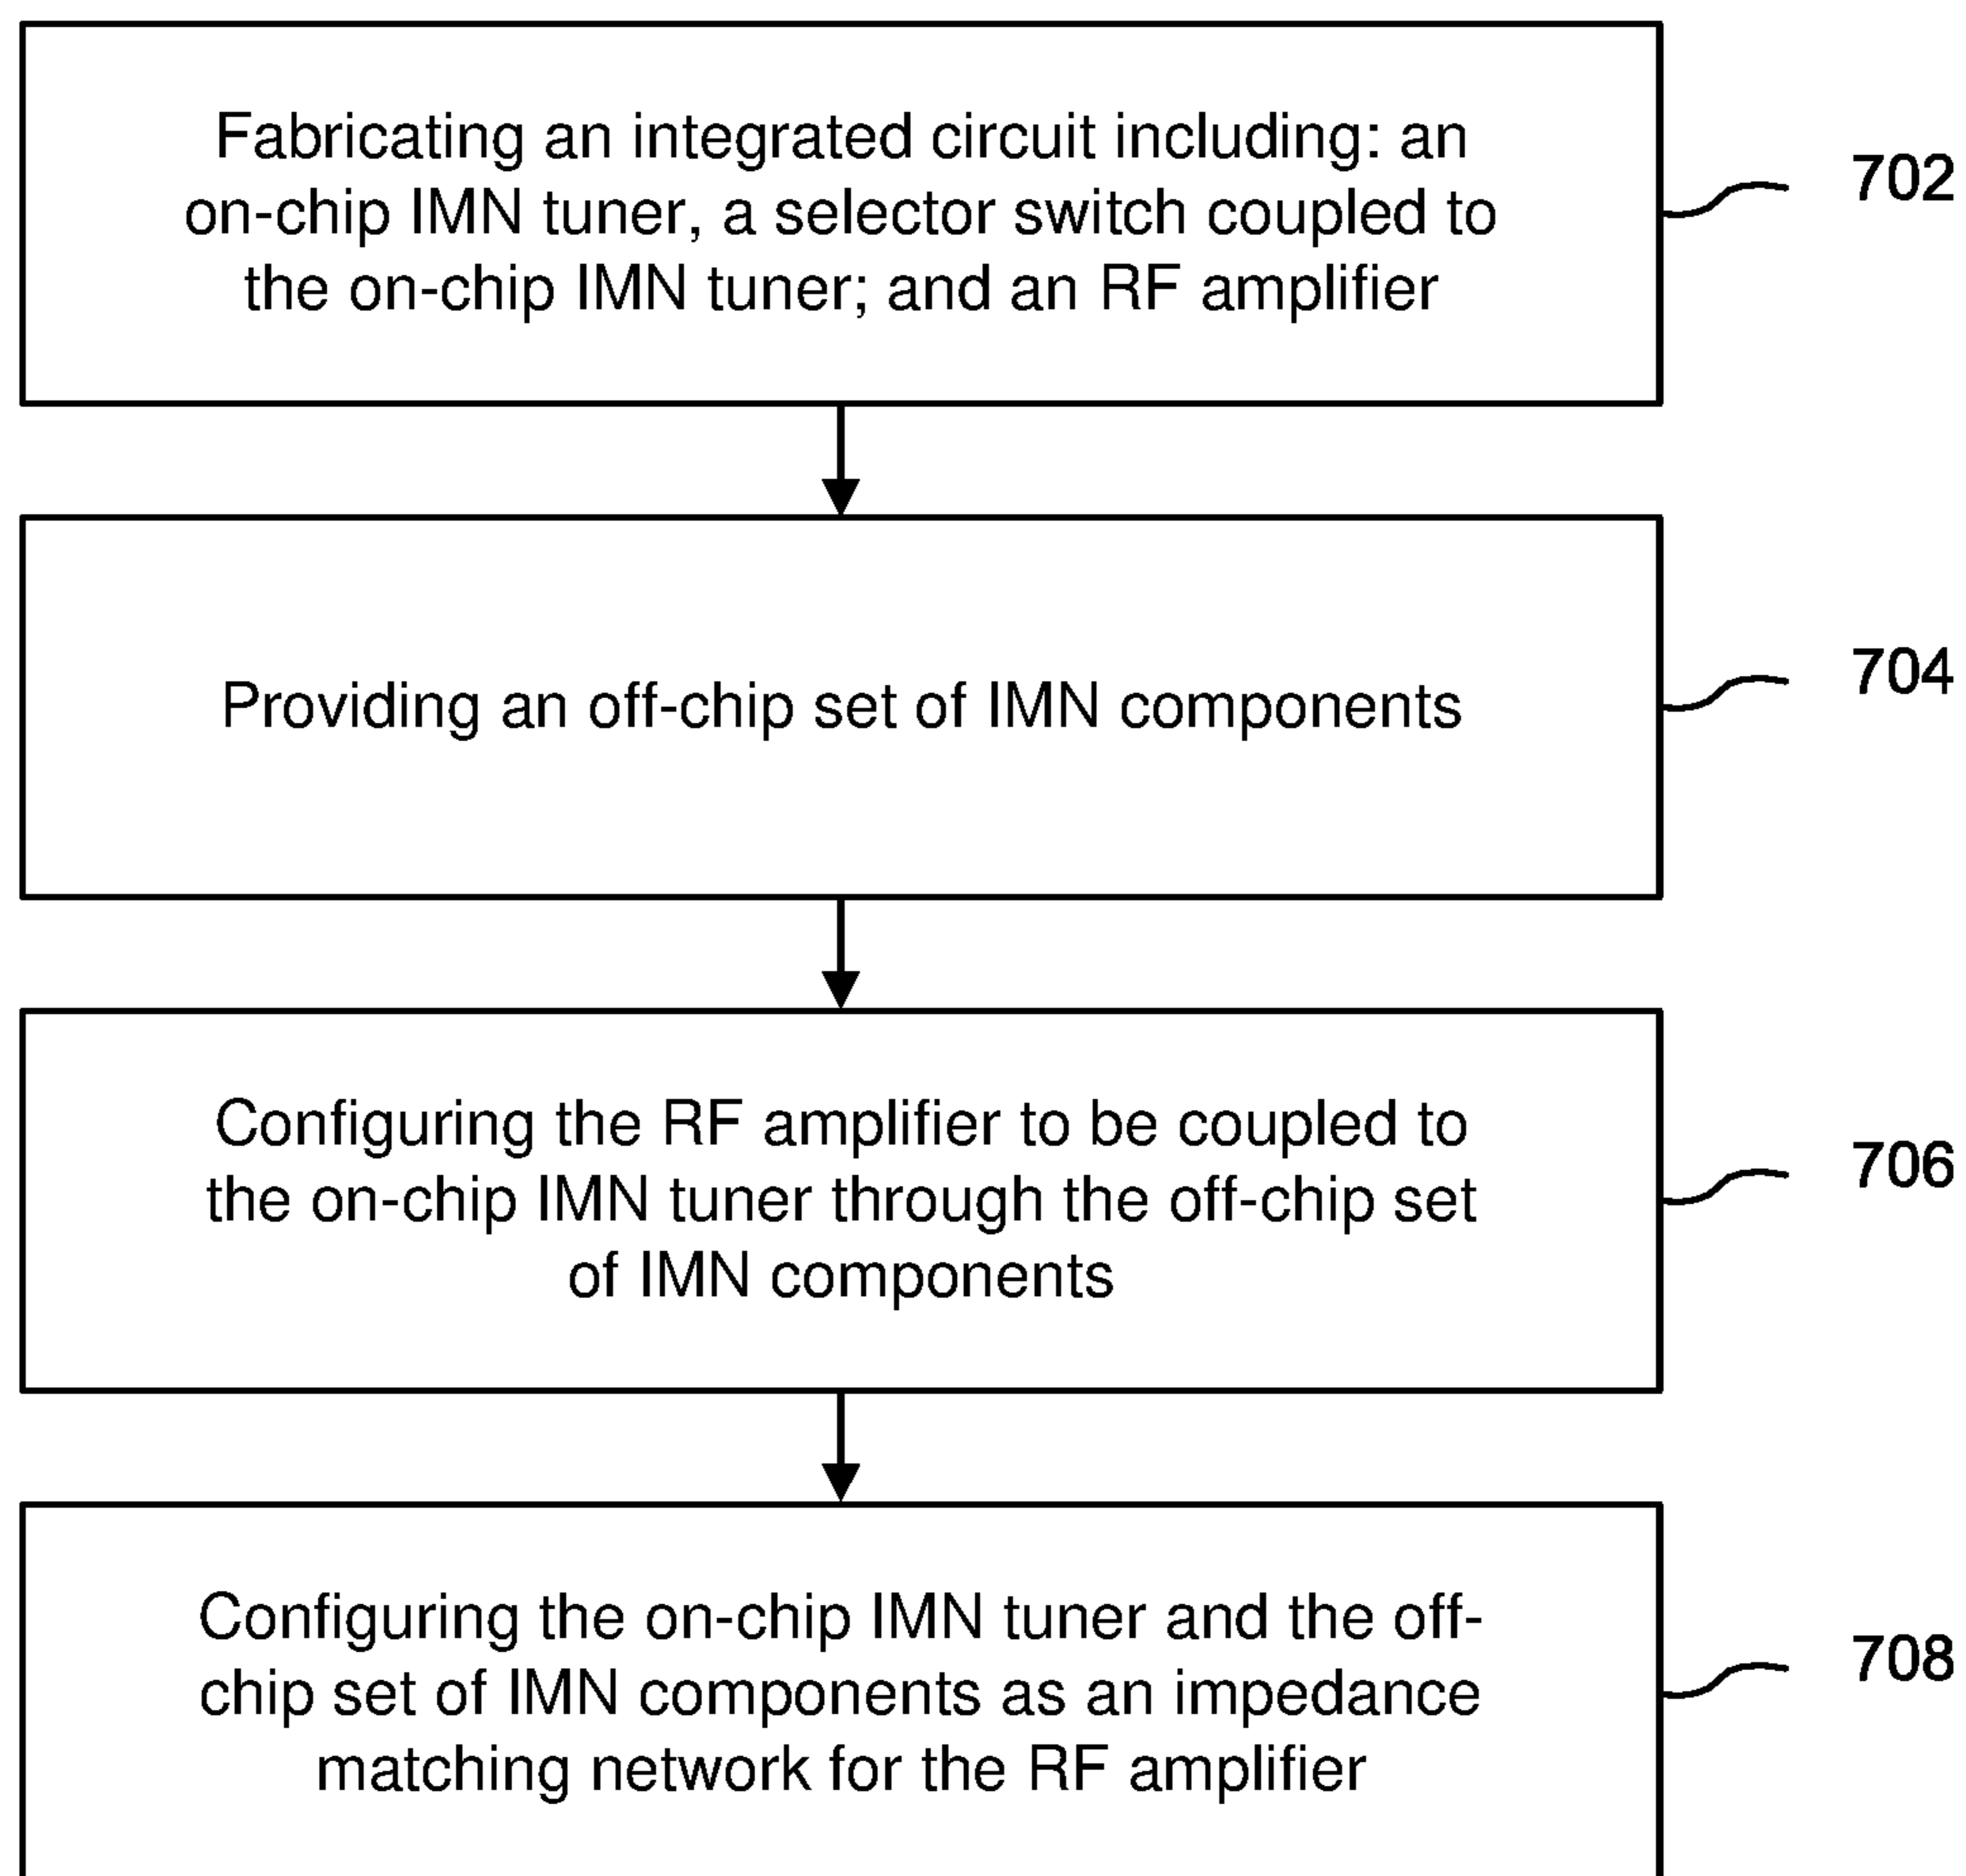 Fabricating an integrated circuit including: an
on-chip IMN tuner, a selector switch coupled to
the on-chip IMN tuner; and an RF amplifier
702
Providing an off-chip set of IMN components
704
Configuring the RF amplifier to be coupled to
the on-chip IMN tuner through the off-chip set
of IMN components
706
Configuring the on-chip IMN tuner and the off-
chip set of IMN components as an impedance
matching network for the RF amplifier
708